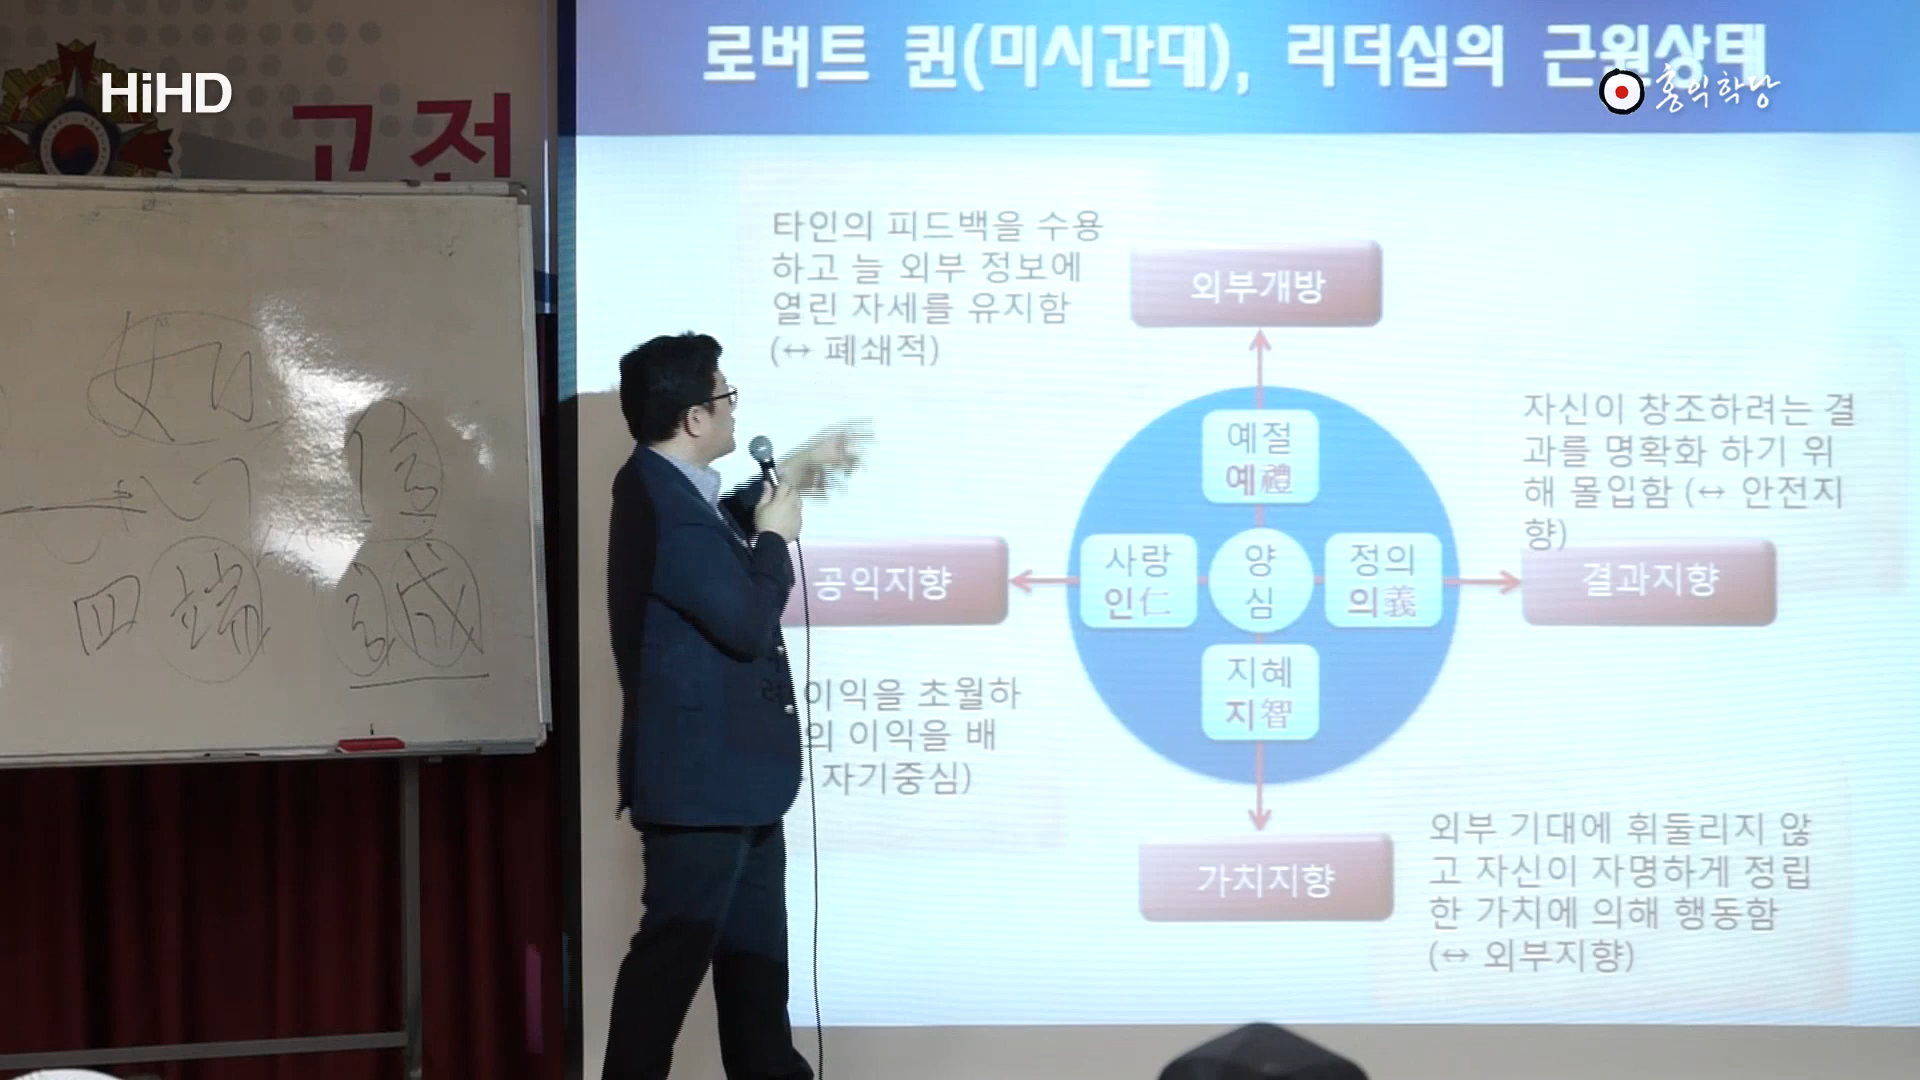 HiHD
고전
로버트 퀸(미시간대), 리더십의 근원상태
홍익학당
타인의 피드백을 수용
하고 늘 외부 정보에
열린 자세를 유지함
(↔ 폐쇄적)
외부개방
자신이 창조하려는 결
과를 명확화 하기 위
해 몰입함 (↔ 안전지
향)
예절
예禮
사랑
인仁
양
심
정의
의義
지혜
지智
공익지향
결과지향
이익을 초월하
의 이익을 배
자기중심)
가치지향
외부 기대에 휘둘리지 않
고 자신이 자명하게 정립
한 가치에 의해 행동함
(↔ 외부지향)
如
心 信
四端 誠